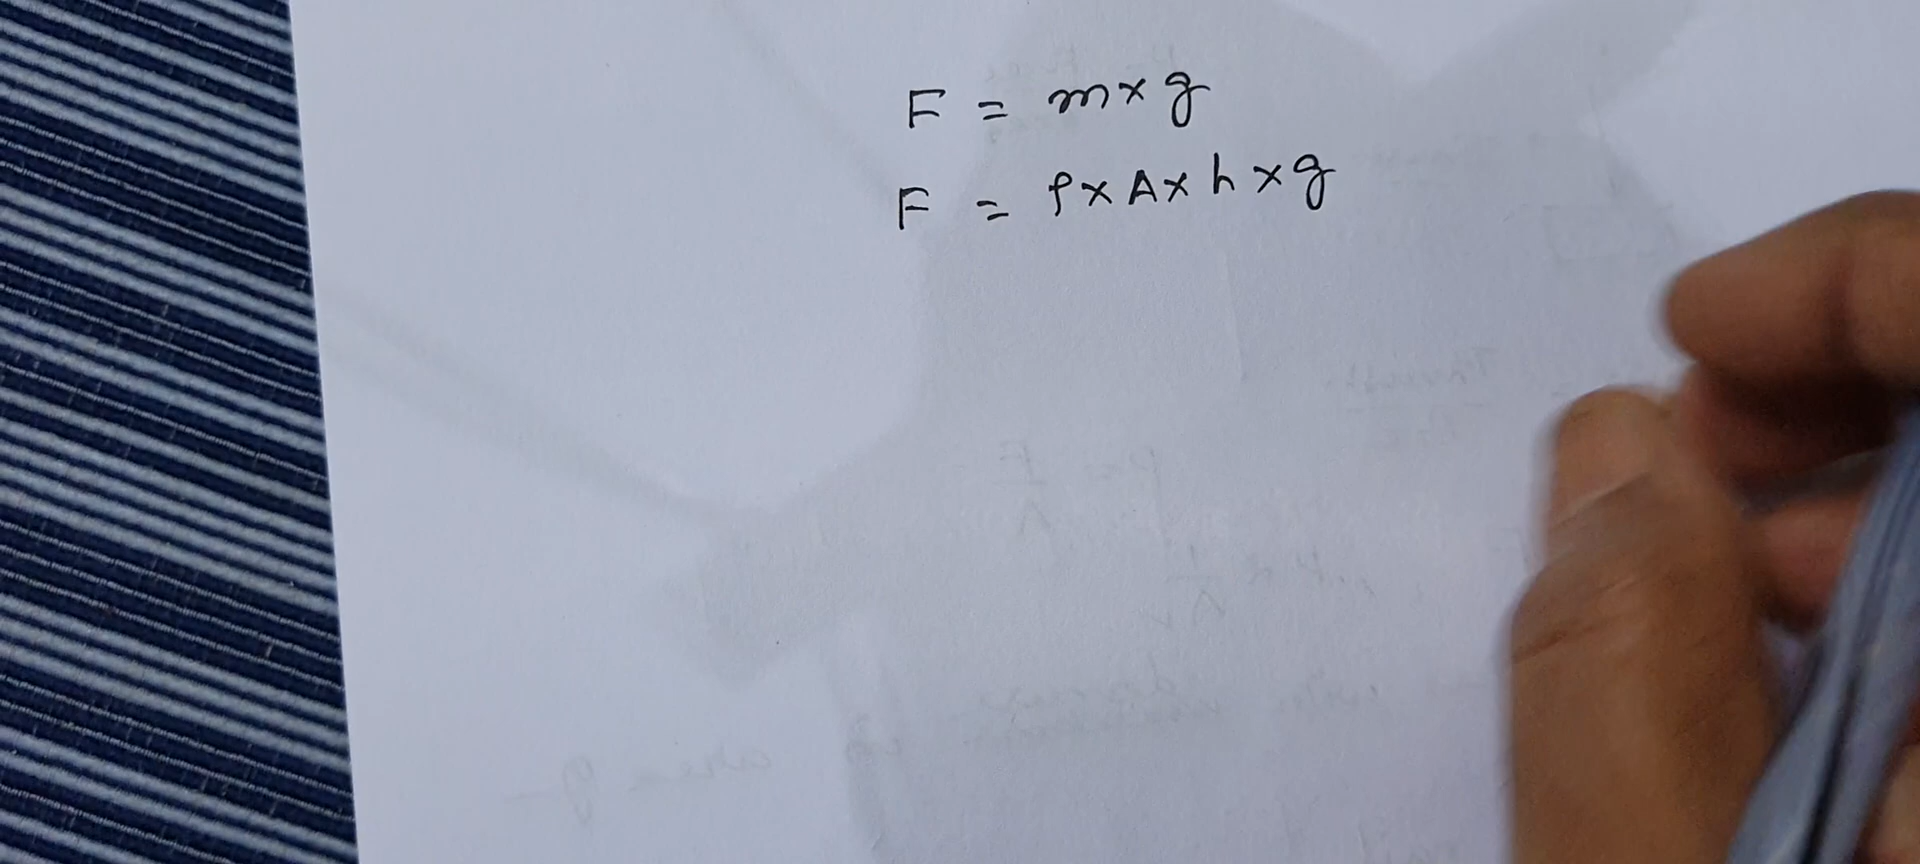 F = m × g
F = ρ × A × h × g